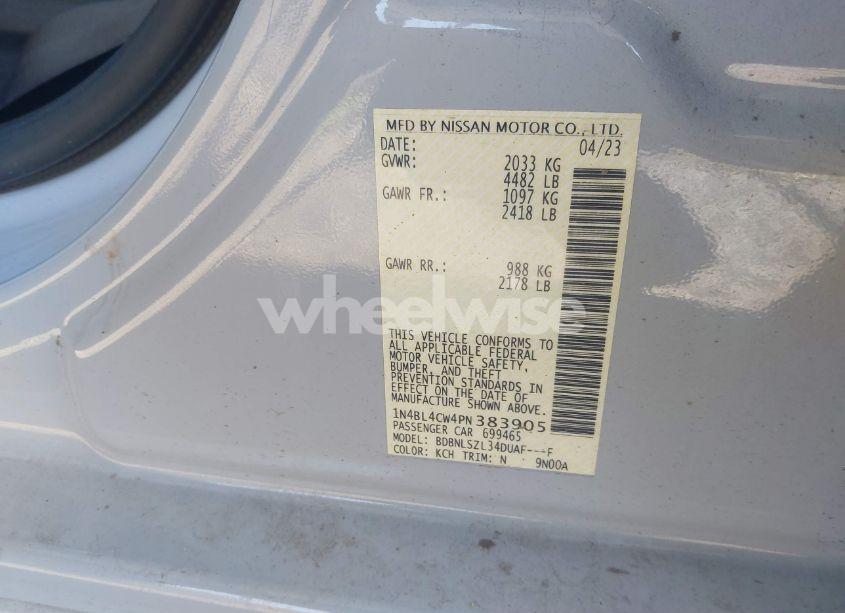 MFD BY NISSAN MOTOR CO., LTD.
DATE: 04/23
GVWR: 2033 KG
4482 LB
GAWR FR.: 1097 KG
2418 LB
GAWR RR.: 988 KG
2178 LB
wheelwise
THIS VEHICLE CONFORMS TO
ALL APPLICABLE FEDERAL
MOTOR VEHICLE SAFETY,
BUMPER, AND THEFT
PREVENTION STANDARDS IN
EFFECT ON THE DATE OF
MANUFACTURE SHOWN ABOVE.
1N4BL4CW4PN383905
PASSENGER CAR 699465
MODEL: BDBNLSZL34DUAF---F
COLOR: KCH TRIM: N 9N00A